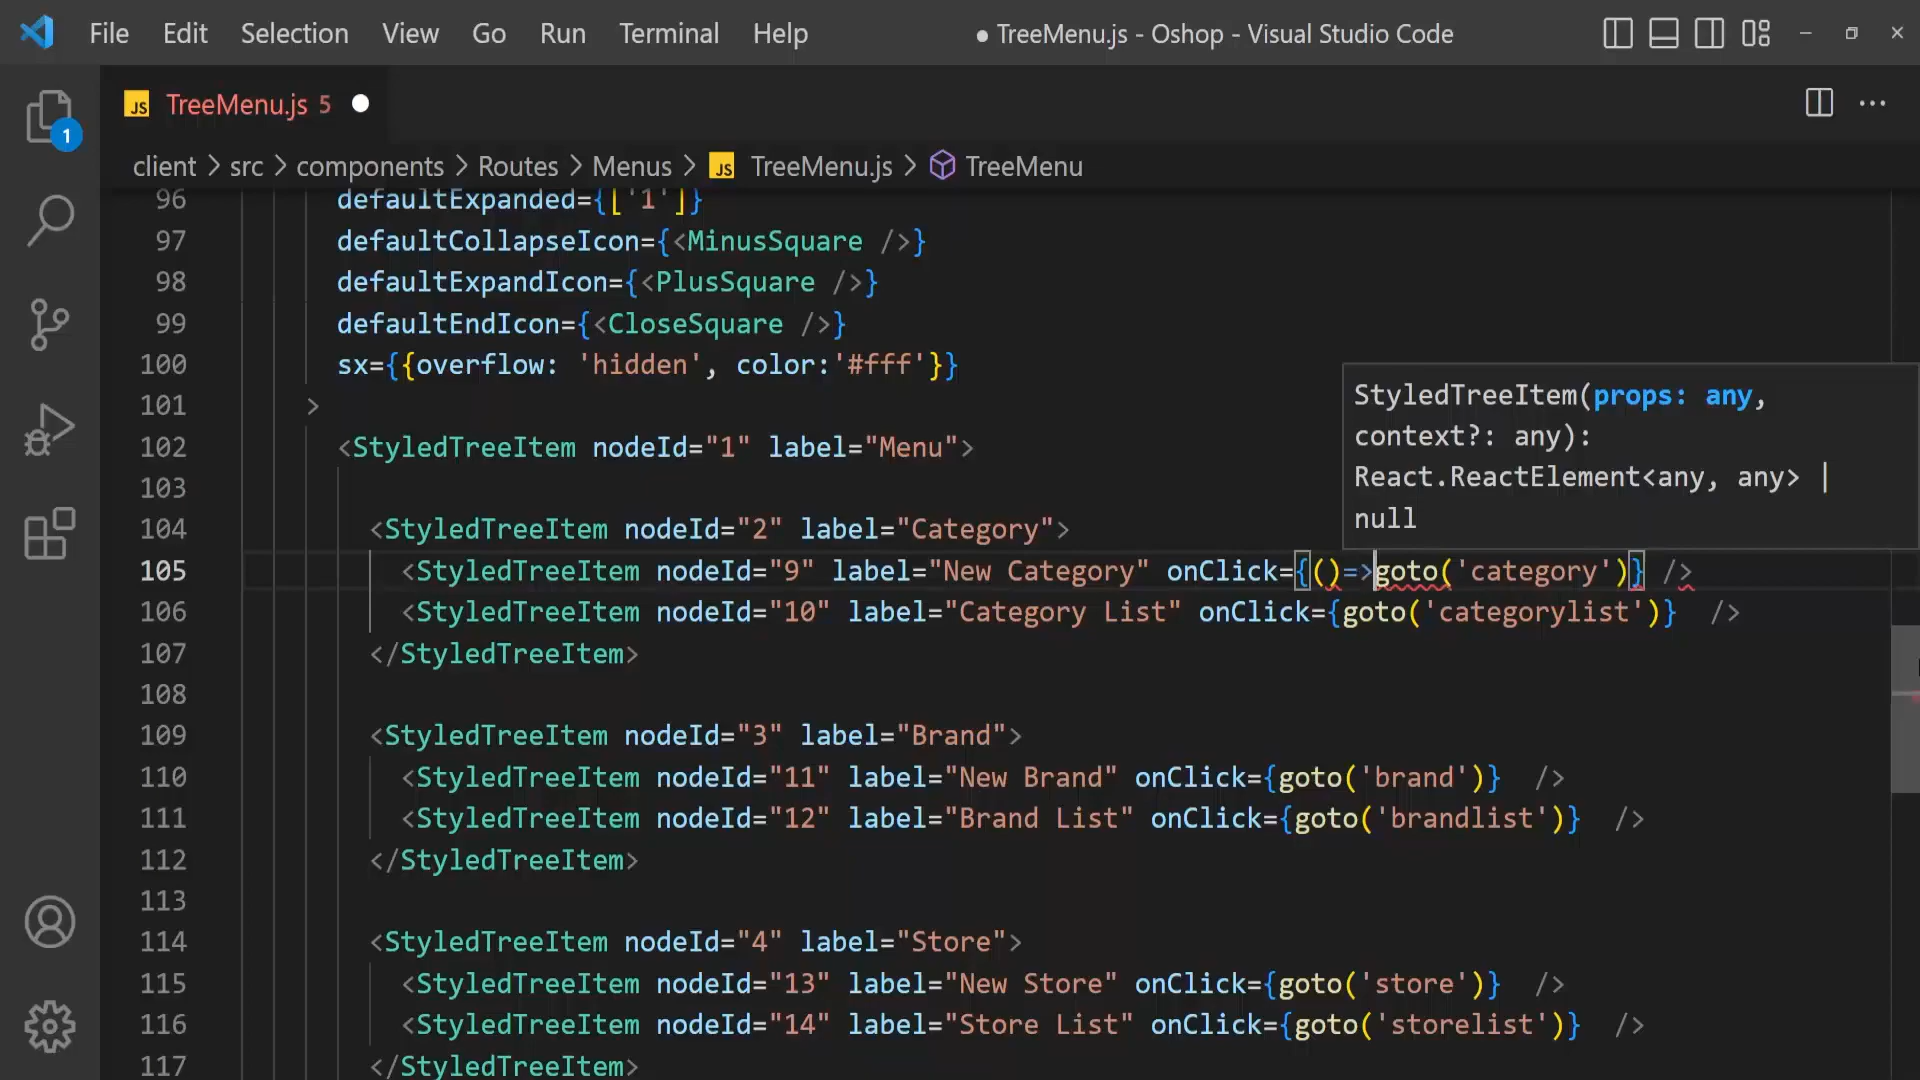 File Edit Selection View Go Run Terminal Help ● TreeMenu.js - Oshop - Visual Studio Code
JS TreeMenu.js 5 ●
1
client > src > components > Routes > Menus > JS TreeMenu.js > TreeMenu
96 defaultExpanded={['1']}
97 defaultCollapseIcon={<MinusSquare />}
98 defaultExpandIcon={<PlusSquare />}
99 defaultEndIcon={<CloseSquare />}
100 sx={{overflow: 'hidden', color:'#fff'}}
101 >
StyledTreeItem(props: any,
context?: any):
React.ReactElement<any, any> |
null
102 <StyledTreeItem nodeId="1" label="Menu">
103
104 <StyledTreeItem nodeId="2" label="Category">
105 <StyledTreeItem nodeId="9" label="New Category" onClick={()=>goto('category')} />
106 <StyledTreeItem nodeId="10" label="Category List" onClick={goto('categorylist')} />
107 </StyledTreeItem>
108
109 <StyledTreeItem nodeId="3" label="Brand">
110 <StyledTreeItem nodeId="11" label="New Brand" onClick={goto('brand')} />
111 <StyledTreeItem nodeId="12" label="Brand List" onClick={goto('brandlist')} />
112 </StyledTreeItem>
113
114 <StyledTreeItem nodeId="4" label="Store">
115 <StyledTreeItem nodeId="13" label="New Store" onClick={goto('store')} />
116 <StyledTreeItem nodeId="14" label="Store List" onClick={goto('storelist')} />
117 </StyledTreeItem>